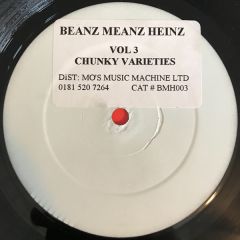 BEANZ MEANZ HEINZ
VOL 3
CHUNKY VARIETIES
DiST: MO'S MUSIC MACHINE LTD
0181 520 7264 CAT # BMH003